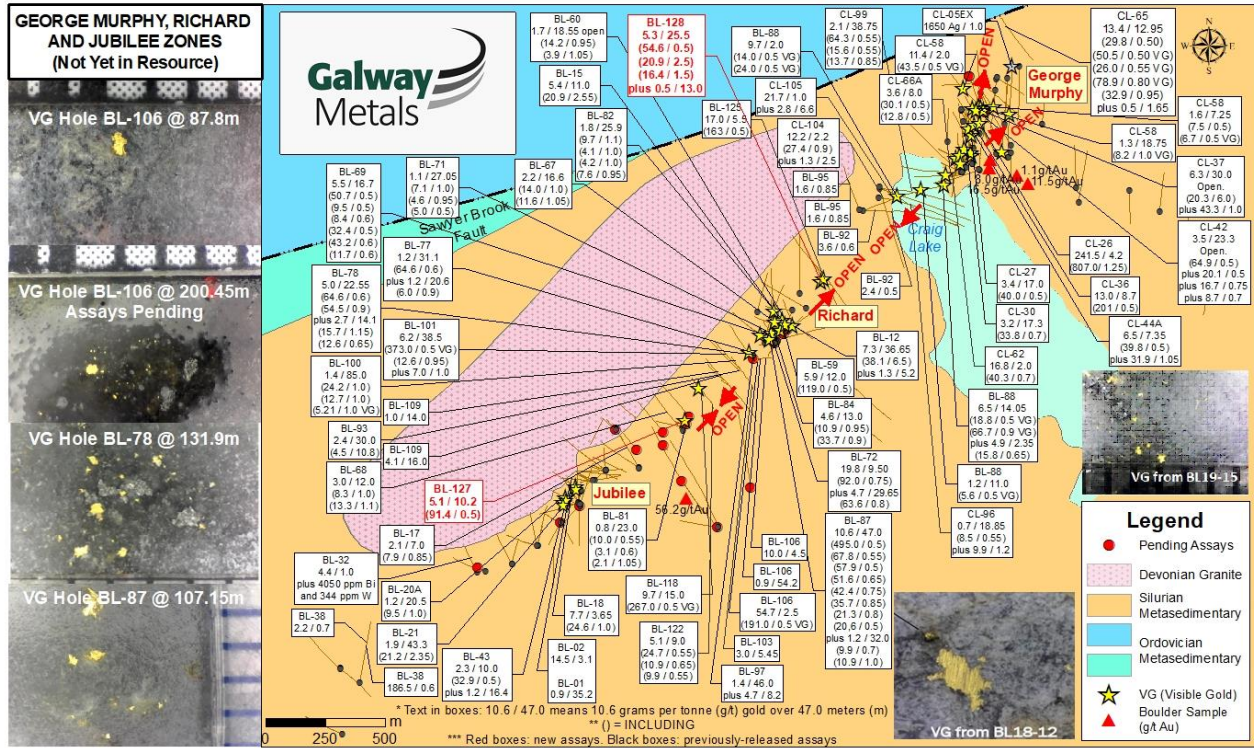 GEORGE MURPHY, RICHARD
AND JUBILEE ZONES
(Not Yet in Resource)
VG Hole BL-106 @ 87.8m
VG Hole BL-106 @ 200.45m
Assays Pending
VG Hole BL-78 @ 131.9m
VG Hole BL-87 @ 107.15m
Galway
Metals
BL-60
1.7 / 18.55 open
(14.2 / 0.95)
(3.9 / 1.05)
BL-15
5.4 / 11.0
(20.9 / 2.55)
BL-82
1.8 / 25.9
(9.7 / 1.1)
(4.1 / 1.0)
(4.2 / 1.0)
(7.6 / 0.95)
BL-67
2.2 / 16.6
(14.0 / 1.0)
(11.6 / 1.05)
BL-71
1.1 / 27.05
(7.1 / 1.0)
(4.6 / 0.95)
(5.0 / 0.5)
BL-69
5.5 / 16.7
(50.7 / 0.5)
(9.5 / 0.5)
(8.4 / 0.6)
(32.4 / 0.5)
(43.2 / 0.6)
(11.7 / 0.6)
BL-77
1.2 / 31.1
(64.6 / 0.6)
plus 1.2 / 20.6
(6.0 / 0.9)
BL-78
5.0 / 22.55
(64.6 / 0.6)
(54.5 / 0.9)
plus 2.7 / 14.1
(15.7 / 1.15)
(12.6 / 0.65)
BL-101
6.2 / 38.5
(373.0 / 0.5 VG)
(12.6 / 0.95)
plus 7.0 / 1.0
BL-100
1.4 / 85.0
(24.2 / 1.0)
(12.7 / 1.0)
(5.21 / 1.0 VG)
BL-109
1.0 / 14.0
BL-93
2.4 / 30.0
(4.5 / 10.8)
BL-109
4.1 / 16.0
BL-68
3.0 / 12.0
(8.3 / 1.0)
(13.3 / 1.1)
BL-127
5.1 / 10.2
(91.4 / 0.5)
BL-17
2.1 / 7.0
(7.9 / 0.85)
BL-32
4.4 / 1.0
plus 4050 ppm Bi
and 344 ppm W
BL-20A
1.2 / 20.5
(9.5 / 1.0)
BL-38
2.2 / 0.7
BL-21
1.9 / 43.3
(21.2 / 2.35)
BL-38
186.5 / 0.6
BL-43
2.3 / 10.0
(32.9 / 0.5)
plus 1.2 / 16.4
BL-18
7.7 / 3.65
(24.6 / 1.0)
BL-02
14.5 / 3.1
BL-01
0.9 / 35.2
BL-81
0.8 / 23.0
(10.0 / 0.55)
(3.1 / 0.6)
(2.1 / 1.05)
BL-118
9.7 / 15.0
(267.0 / 0.5 VG)
BL-122
5.1 / 9.0
(24.7 / 0.55)
(10.9 / 0.65)
(9.9 / 0.55)
BL-106
10.0 / 4.5
BL-106
0.9 / 54.2
BL-106
54.7 / 2.5
(191.0 / 0.5 VG)
BL-103
3.0 / 5.45
BL-97
1.4 / 46.0
plus 4.7 / 8.2
BL-128
5.3 / 25.5
(54.6 / 0.5)
(20.9 / 2.5)
(16.4 / 1.5)
plus 0.5 / 13.0
BL-88
9.7 / 2.0
(14.0 / 0.5 VG)
(24.0 / 0.5 VG)
BL-125
17.0 / 5.5
(163 / 0.5)
CL-99
2.1 / 38.75
(64.3 / 0.55)
(15.6 / 0.55)
(13.7 / 0.85)
CL-105
21.7 / 1.0
plus 2.8 / 6.6
CL-104
12.2 / 2.2
(27.4 / 0.9)
plus 1.3 / 2.5
BL-95
1.6 / 0.85
BL-95
1.6 / 0.85
BL-92
3.6 / 0.6
BL-92
2.4 / 0.5
CL-05EX
1650 Ag / 1.0
CL-58
11.4 / 2.0
(43.5 / 0.5 VG)
CL-66A
3.6 / 8.0
(30.1 / 0.5)
(12.8 / 0.5)
CL-65
13.4 / 12.95
(29.8 / 0.50)
(50.5 / 0.50 VG)
(26.0 / 0.55 VG)
(78.9 / 0.80 VG)
(32.9 / 0.95)
plus 0.5 / 1.65
CL-58
1.6 / 7.25
(7.5 / 0.5)
(6.7 / 0.5 VG)
CL-58
1.3 / 18.75
(8.2 / 1.0 VG)
CL-37
6.3 / 30.0
Open.
(20.3 / 6.0)
plus 43.3 / 1.0
CL-42
3.5 / 23.3
Open.
(64.9 / 0.5)
plus 20.1 / 0.5
plus 16.7 / 0.75
plus 8.7 / 0.7
CL-26
241.5 / 4.2
(807.0 / 1.25)
CL-36
13.0 / 8.7
(201 / 0.5)
CL-44A
6.5 / 7.35
(39.8 / 0.5)
plus 31.9 / 1.05
CL-27
3.4 / 17.0
(40.0 / 0.5)
CL-30
3.2 / 17.3
(33.8 / 0.7)
CL-62
16.8 / 2.0
(40.3 / 0.7)
BL-88
6.5 / 14.05
(18.8 / 0.5 VG)
(66.7 / 0.9 VG)
plus 4.9 / 2.35
(15.8 / 0.65)
BL-88
1.2 / 11.0
(5.6 / 0.5 VG)
CL-96
0.7 / 18.85
(8.5 / 0.55)
plus 9.9 / 1.2
BL-12
7.3 / 36.65
(38.1 / 6.5)
plus 1.3 / 5.2
BL-59
5.9 / 12.0
(119.0 / 0.5)
BL-84
4.6 / 13.0
(10.9 / 0.95)
(33.7 / 0.9)
BL-72
19.8 / 9.50
(92.0 / 0.75)
plus 4.7 / 29.65
(63.6 / 0.8)
BL-87
10.6 / 47.0
(495.0 / 0.5)
(67.8 / 0.55)
(57.9 / 0.5)
(51.6 / 0.65)
(42.4 / 0.75)
(35.7 / 0.85)
(21.3 / 0.8)
(20.6 / 0.5)
plus 1.2 / 32.0
(9.9 / 0.7)
(10.9 / 1.0)
Sawyer Brook
Fault
George
Murphy
Richard
Jubilee
Craig
Lake
OPEN
OPEN
OPEN
OPEN
OPEN
1.1g/tAu
11.5g/tAu
16.5g/tAu
56.2g/tAu
N
E
S
W
VG from BL19-15
VG from BL18-12
Legend
Pending Assays
Devonian Granite
Silurian
Metasedimentary
Ordovician
Metasedimentary
VG (Visible Gold)
Boulder Sample
(g/t Au)
* Text in boxes: 10.6 / 47.0 means 10.6 grams per tonne (g/t) gold over 47.0 meters (m)
** () = INCLUDING
*** Red boxes: new assays. Black boxes: previously-released assays
0 250 500
m